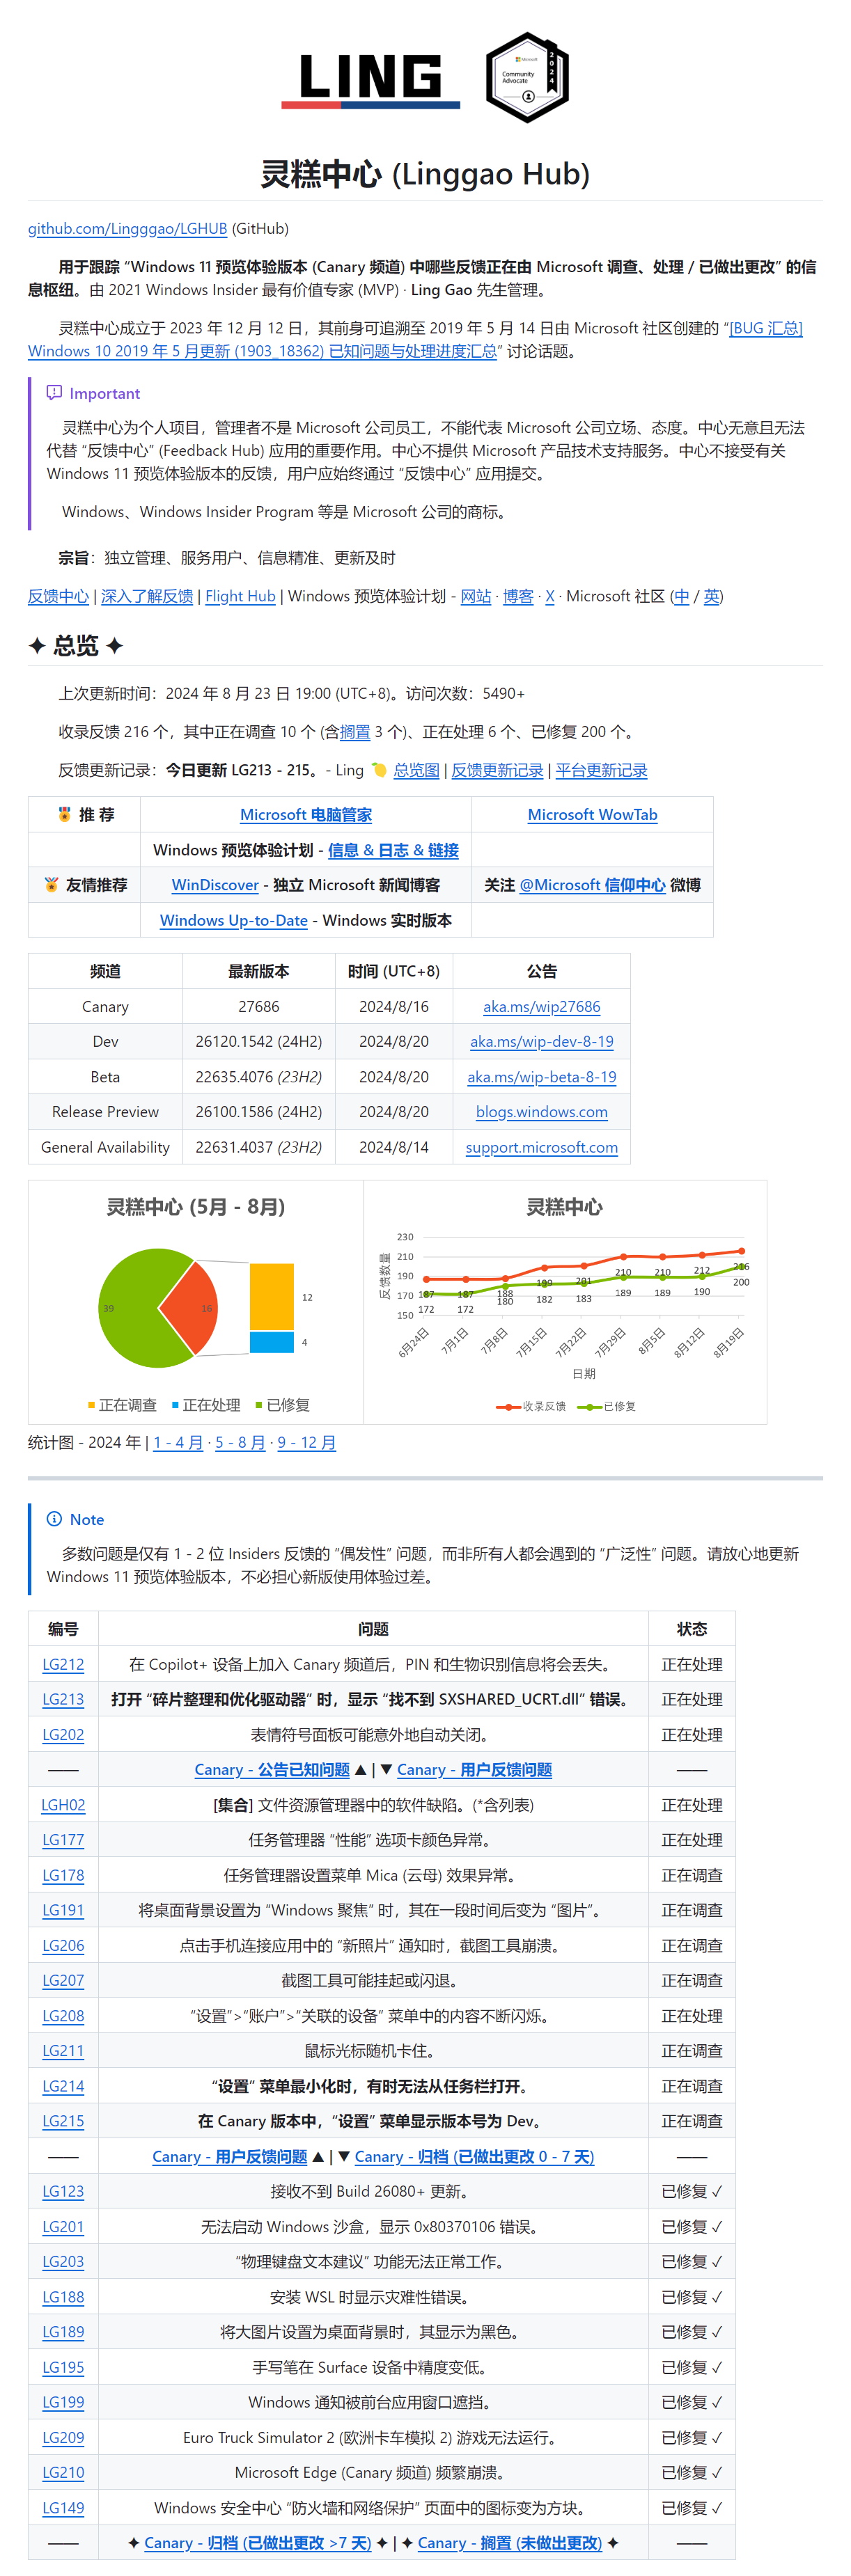 LING
Microsoft
Community
Advocate
2024
灵糕中心 (Linggao Hub)
github.com/Lingggao/LGHUB (GitHub)
用于跟踪 “Windows 11 预览体验版本 (Canary 频道) 中哪些反馈正在由 Microsoft 调查、处理 / 已做出更改” 的信
息枢纽。由 2021 Windows Insider 最有价值专家 (MVP) · Ling Gao 先生管理。
灵糕中心成立于 2023 年 12 月 12 日，其前身可追溯至 2019 年 5 月 14 日由 Microsoft 社区创建的 “[BUG 汇总]
Windows 10 2019 年 5 月更新 (1903_18362) 已知问题与处理进度汇总” 讨论话题。
Important
灵糕中心为个人项目，管理者不是 Microsoft 公司员工，不能代表 Microsoft 公司立场、态度。中心无意且无法
代替 “反馈中心” (Feedback Hub) 应用的重要作用。中心不提供 Microsoft 产品技术支持服务。中心不接受有关
Windows 11 预览体验版本的反馈，用户应始终通过 “反馈中心” 应用提交。
Windows、Windows Insider Program 等是 Microsoft 公司的商标。
宗旨：独立管理、服务用户、信息精准、更新及时
反馈中心 | 深入了解反馈 | Flight Hub | Windows 预览体验计划 - 网站 · 博客 · X · Microsoft 社区 (中 / 英)
✦ 总览 ✦
上次更新时间：2024 年 8 月 23 日 19:00 (UTC+8)。访问次数：5490+
收录反馈 216 个，其中正在调查 10 个 (含搁置 3 个)、正在处理 6 个、已修复 200 个。
反馈更新记录：今日更新 LG213 - 215。- Ling 🍋 总览图 | 反馈更新记录 | 平台更新记录
🏅 推 荐 Microsoft 电脑管家 Microsoft WowTab
Windows 预览体验计划 - 信息 & 日志 & 链接
🏅 友情推荐 WinDiscover - 独立 Microsoft 新闻博客 关注 @Microsoft 信仰中心 微博
Windows Up-to-Date - Windows 实时版本
频道 最新版本 时间 (UTC+8) 公告
Canary 27686 2024/8/16 aka.ms/wip27686
Dev 26120.1542 (24H2) 2024/8/20 aka.ms/wip-dev-8-19
Beta 22635.4076 (23H2) 2024/8/20 aka.ms/wip-beta-8-19
Release Preview 26100.1586 (24H2) 2024/8/20 blogs.windows.com
General Availability 22631.4037 (23H2) 2024/8/14 support.microsoft.com
灵糕中心 (5月 - 8月)
39 16 12 4
正在调查 正在处理 已修复
灵糕中心
反馈数量
230
210
190
170
150
187 187 188 199 201 210 210 212 216
172 172 180 182 183 189 189 190 200
6月24日 7月1日 7月8日 7月15日 7月22日 7月29日 8月5日 8月12日 8月19日
日期
收录反馈 已修复
统计图 - 2024 年 | 1 - 4 月 · 5 - 8 月 · 9 - 12 月
Note
多数问题是仅有 1 - 2 位 Insiders 反馈的 “偶发性” 问题，而非所有人都会遇到的 “广泛性” 问题。请放心地更新
Windows 11 预览体验版本，不必担心新版使用体验过差。
编号 问题 状态
LG212 在 Copilot+ 设备上加入 Canary 频道后，PIN 和生物识别信息将会丢失。 正在处理
LG213 打开 “碎片整理和优化驱动器” 时，显示 “找不到 SXSHARED_UCRT.dll” 错误。 正在处理
LG202 表情符号面板可能意外地自动关闭。 正在处理
—— Canary - 公告已知问题 ▲ | ▼ Canary - 用户反馈问题 ——
LGH02 [集合] 文件资源管理器中的软件缺陷。(*含列表) 正在处理
LG177 任务管理器 “性能” 选项卡颜色异常。 正在处理
LG178 任务管理器设置菜单 Mica (云母) 效果异常。 正在调查
LG191 将桌面背景设置为 “Windows 聚焦” 时，其在一段时间后变为 “图片”。 正在调查
LG206 点击手机连接应用中的 “新照片” 通知时，截图工具崩溃。 正在调查
LG207 截图工具可能挂起或闪退。 正在调查
LG208 “设置”>“账户”>“关联的设备” 菜单中的内容不断闪烁。 正在处理
LG211 鼠标光标随机卡住。 正在调查
LG214 “设置” 菜单最小化时，有时无法从任务栏打开。 正在调查
LG215 在 Canary 版本中，“设置” 菜单显示版本号为 Dev。 正在调查
—— Canary - 用户反馈问题 ▲ | ▼ Canary - 归档 (已做出更改 0 - 7 天) ——
LG123 接收不到 Build 26080+ 更新。 已修复 ✓
LG201 无法启动 Windows 沙盒，显示 0x80370106 错误。 已修复 ✓
LG203 “物理键盘文本建议” 功能无法正常工作。 已修复 ✓
LG188 安装 WSL 时显示灾难性错误。 已修复 ✓
LG189 将大图片设置为桌面背景时，其显示为黑色。 已修复 ✓
LG195 手写笔在 Surface 设备中精度变低。 已修复 ✓
LG199 Windows 通知被前台应用窗口遮挡。 已修复 ✓
LG209 Euro Truck Simulator 2 (欧洲卡车模拟 2) 游戏无法运行。 已修复 ✓
LG210 Microsoft Edge (Canary 频道) 频繁崩溃。 已修复 ✓
LG149 Windows 安全中心 “防火墙和网络保护” 页面中的图标变为方块。 已修复 ✓
—— ✦ Canary - 归档 (已做出更改 >7 天) ✦ | ✦ Canary - 搁置 (未做出更改) ✦ ——